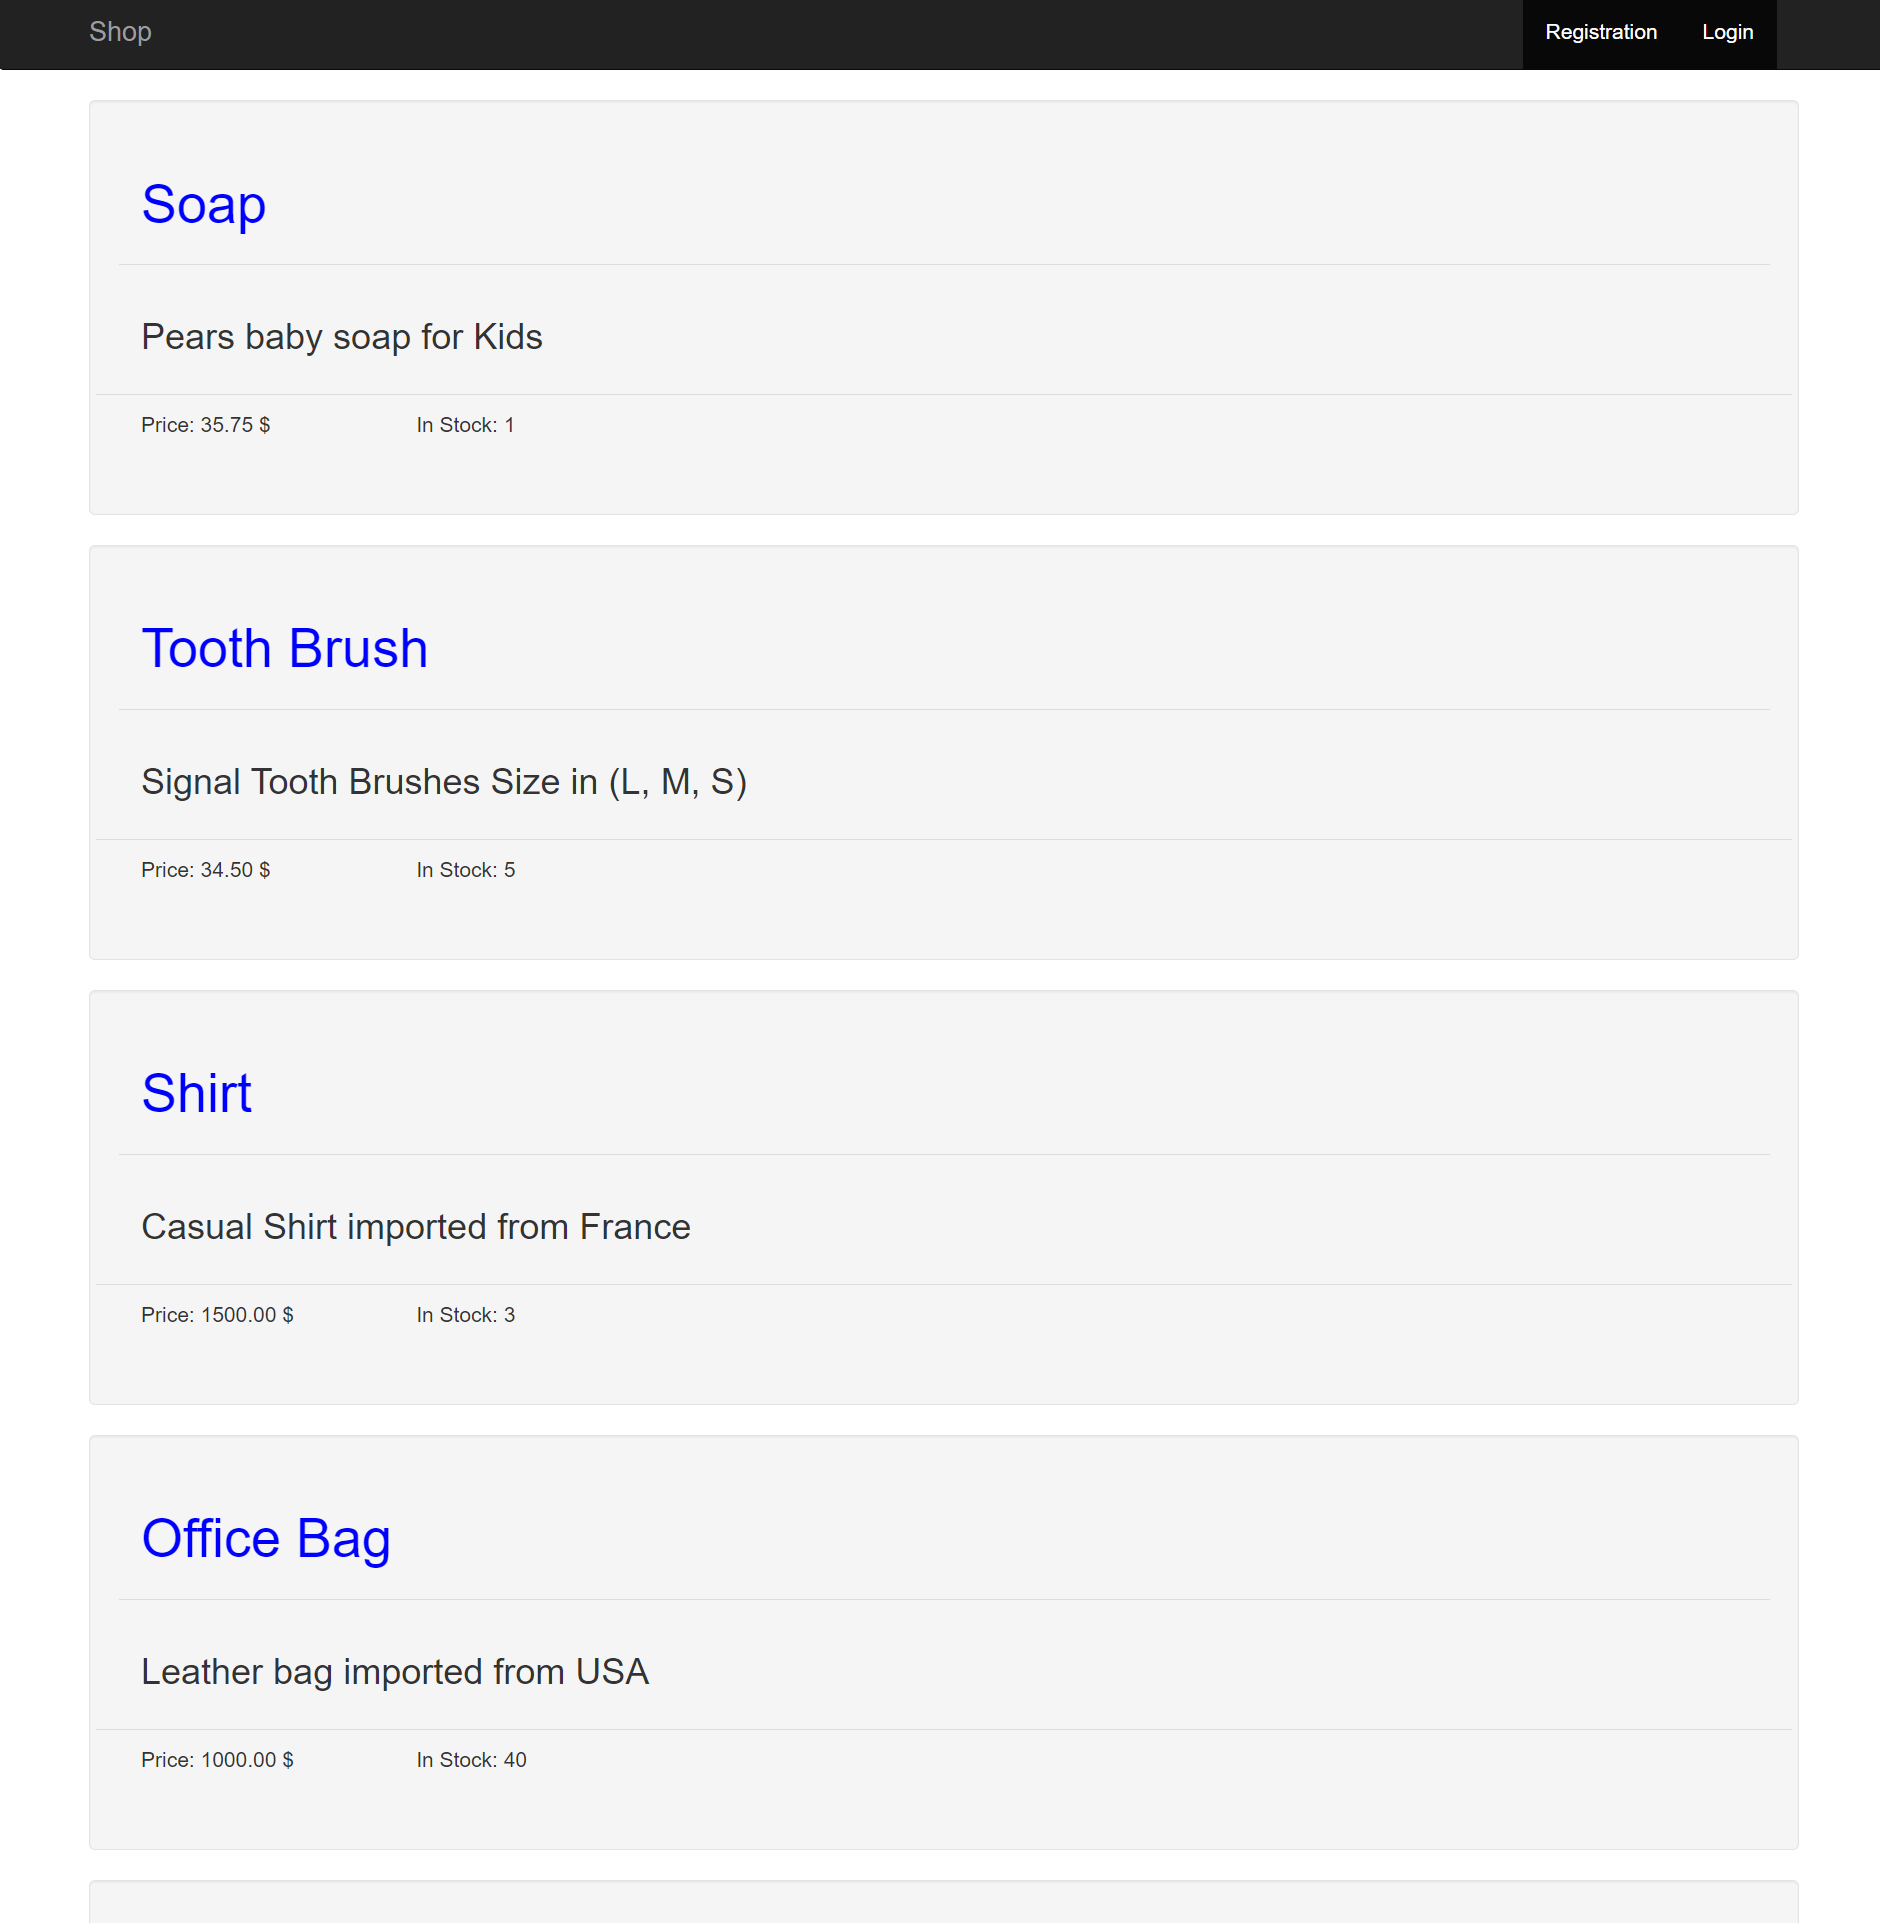 Shop Registration Login
Soap
Pears baby soap for Kids
Price: 35.75 $ In Stock: 1
Tooth Brush
Signal Tooth Brushes Size in (L, M, S)
Price: 34.50 $ In Stock: 5
Shirt
Casual Shirt imported from France
Price: 1500.00 $ In Stock: 3
Office Bag
Leather bag imported from USA
Price: 1000.00 $ In Stock: 40